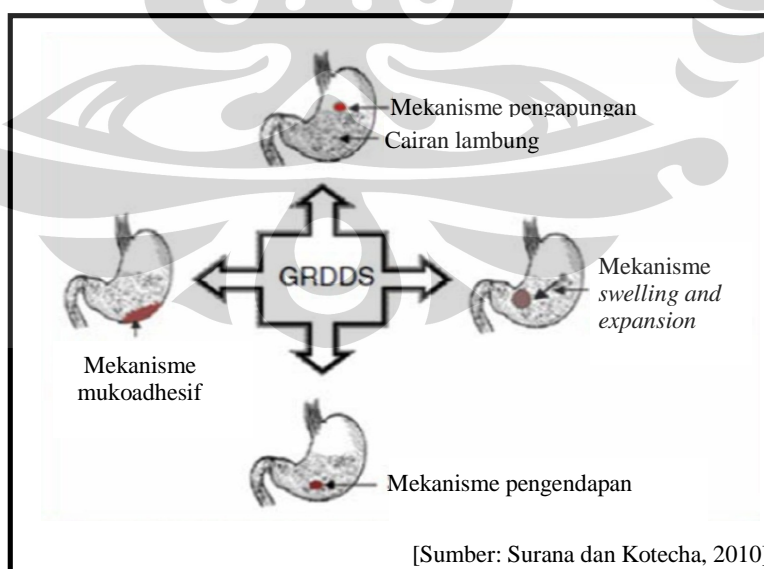 Mekanisme pengapungan
Cairan lambung
GRDDS
Mekanisme
swelling and
expansion
Mekanisme
mukoadhesif
Mekanisme pengendapan
[Sumber: Surana dan Kotecha, 2010]